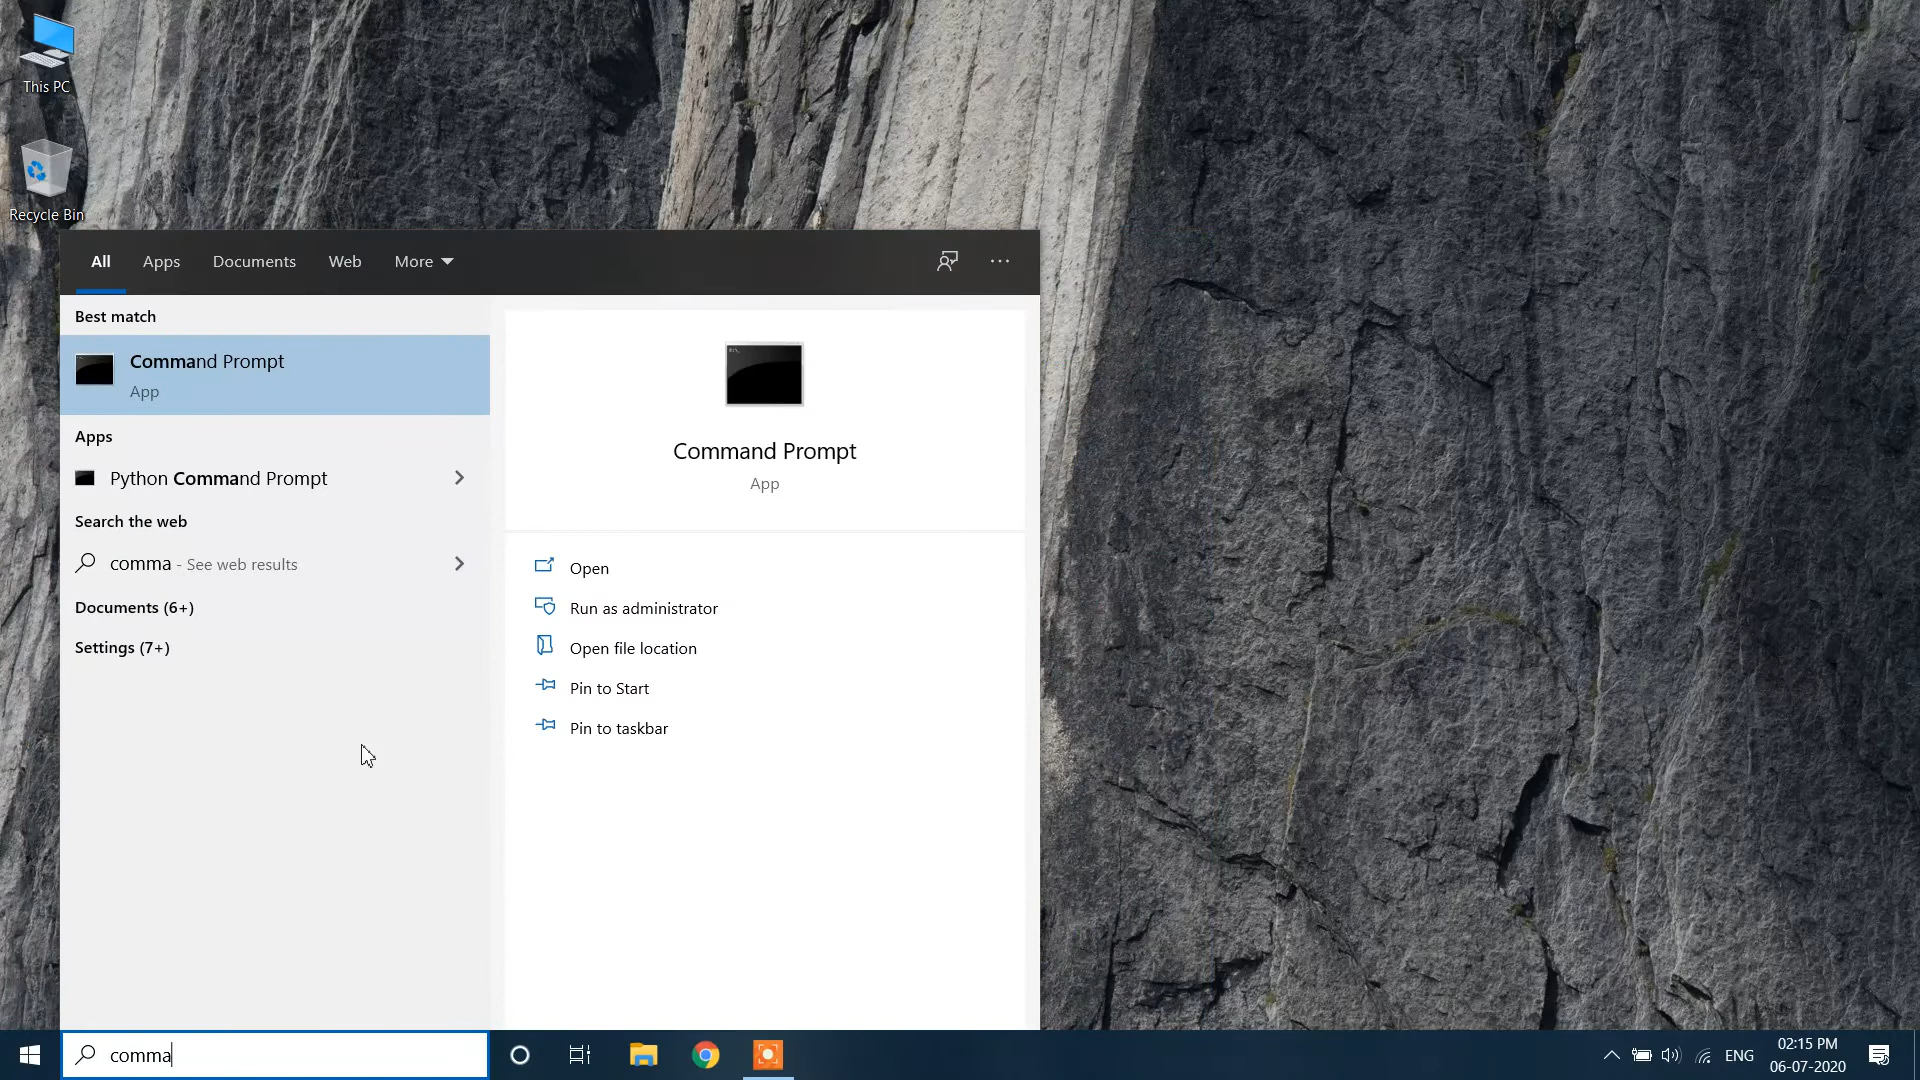 This PC
Recycle Bin
All Apps Documents Web More
Best match
Command Prompt
App
Apps
Python Command Prompt
Search the web
comma - See web results
Documents (6+)
Settings (7+)
Command Prompt
App
Open
Run as administrator
Open file location
Pin to Start
Pin to taskbar
comma
ENG
02:15 PM
06-07-2020